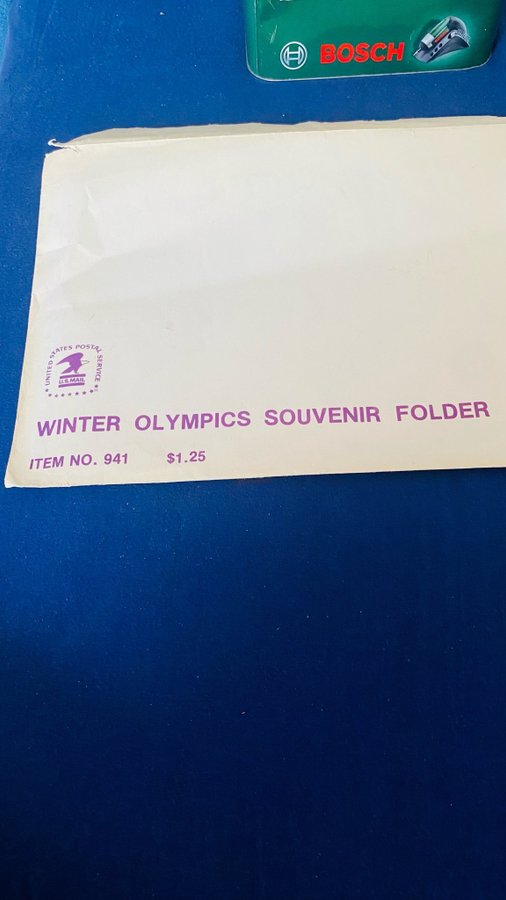 BOSCH
UNITED STATES POSTAL SERVICE
U.S.MAIL
WINTER OLYMPICS SOUVENIR FOLDER
ITEM NO. 941 $1.25